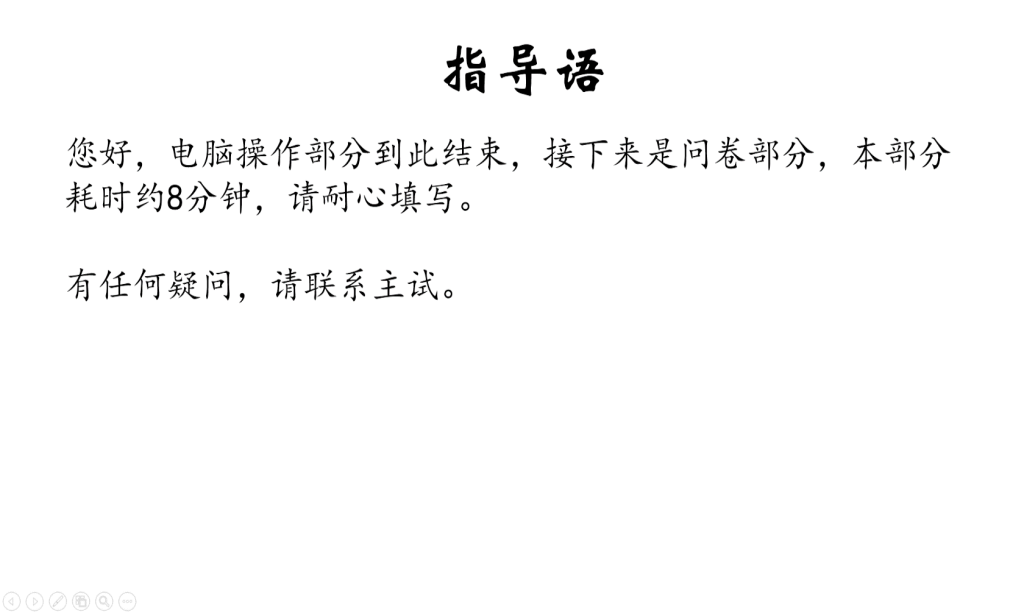 指导语
您好，电脑操作部分到此结束，接下来是问卷部分，本部分
耗时约8分钟，请耐心填写。
有任何疑问，请联系主试。